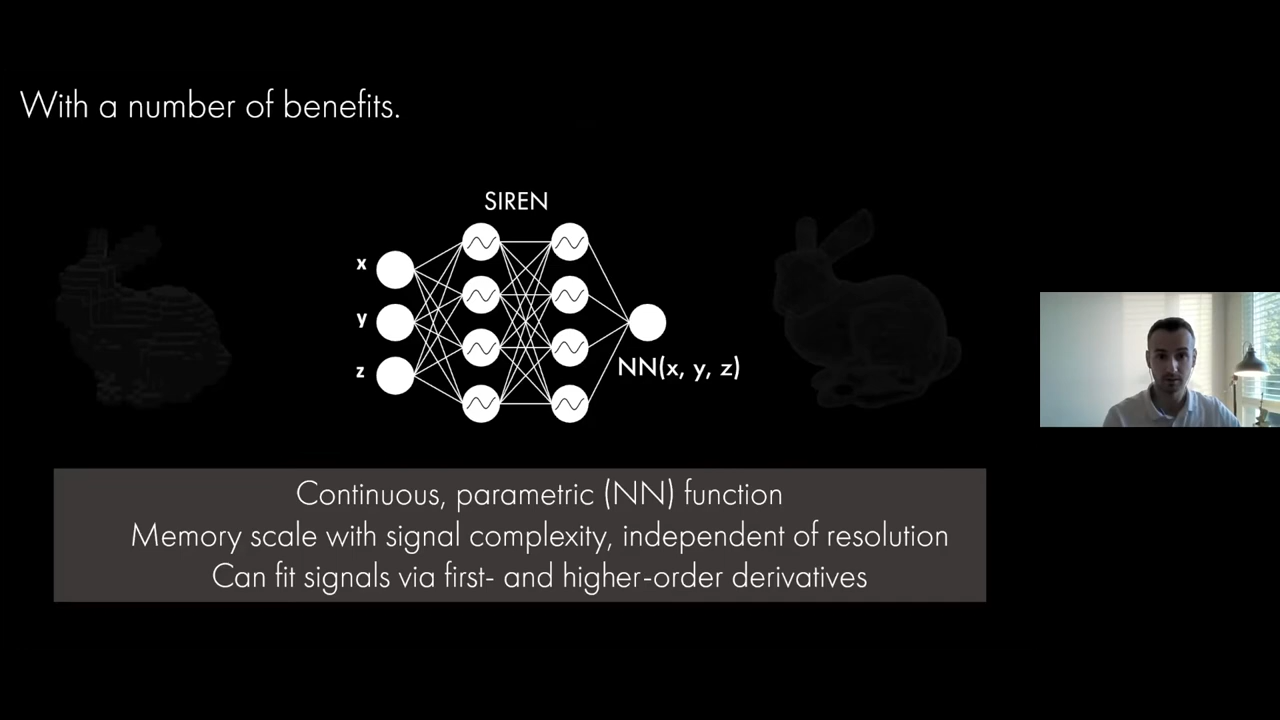 With a number of benefits.
SIREN
x
y
z
NN(x, y, z)
Continuous, parametric (NN) function
Memory scale with signal complexity, independent of resolution
Can fit signals via first- and higher-order derivatives